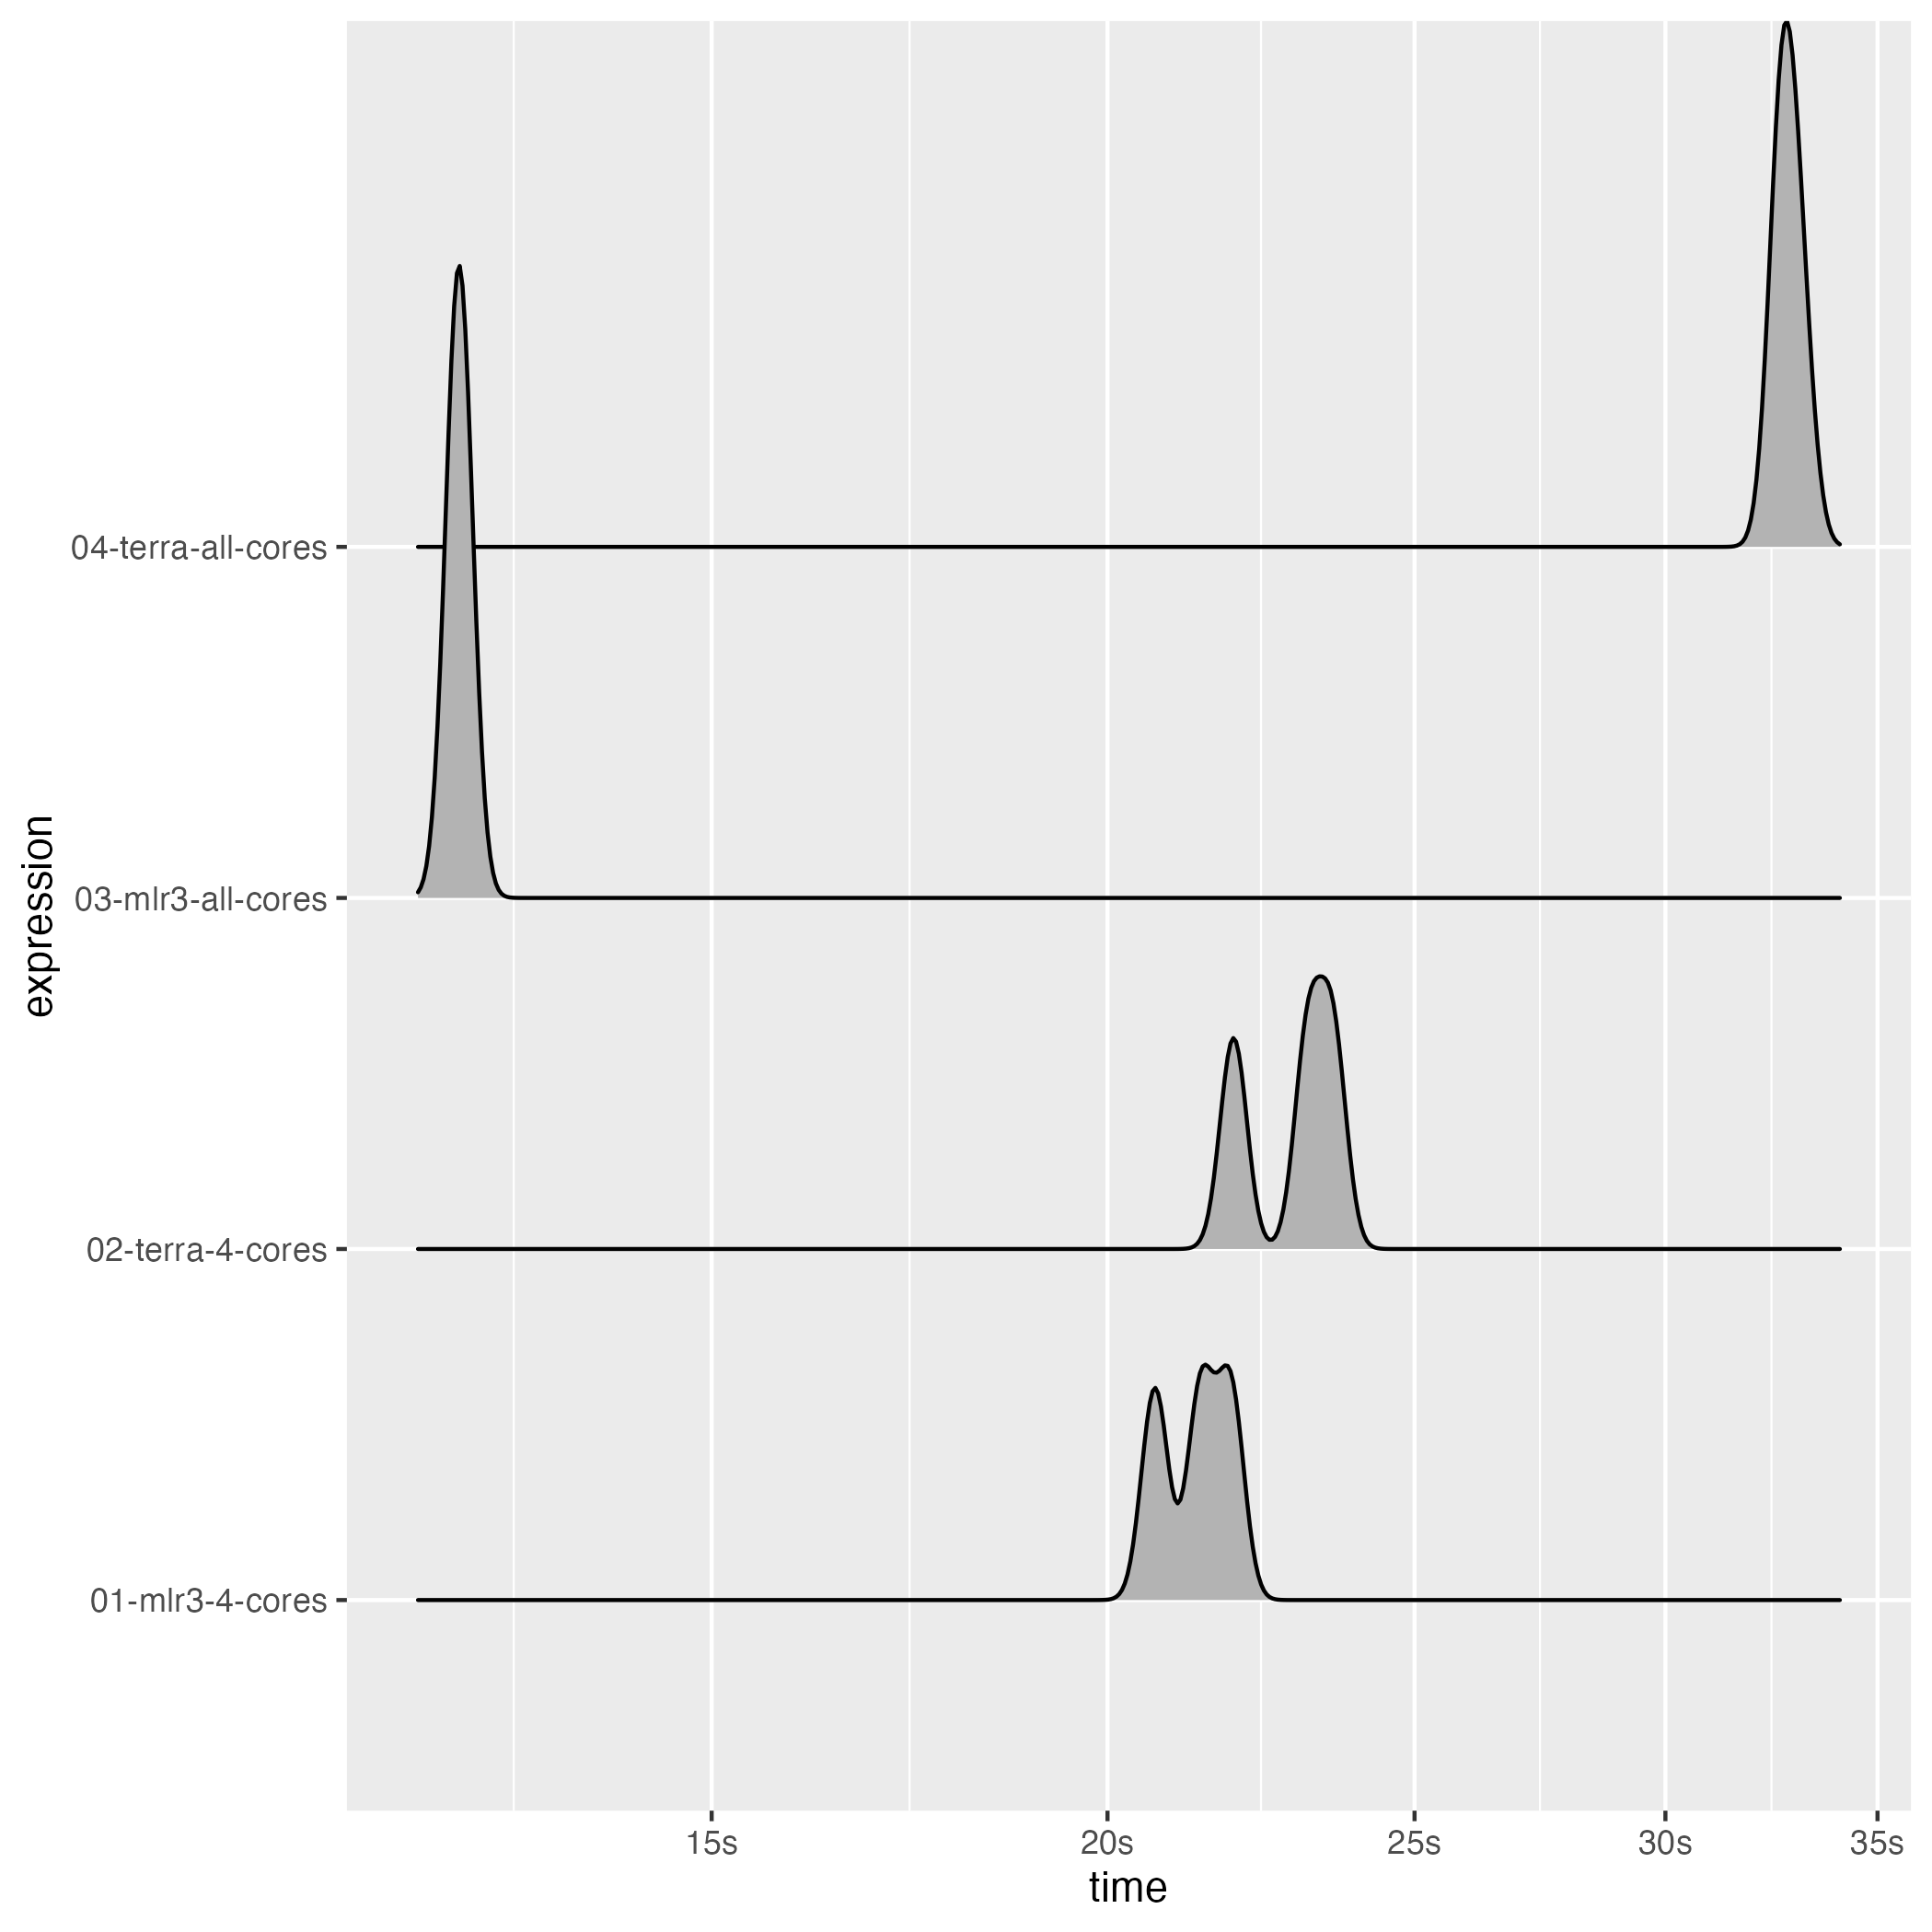 expression
04-terra-all-cores
03-mlr3-all-cores
02-terra-4-cores
01-mlr3-4-cores
15s 20s 25s 30s 35s
time